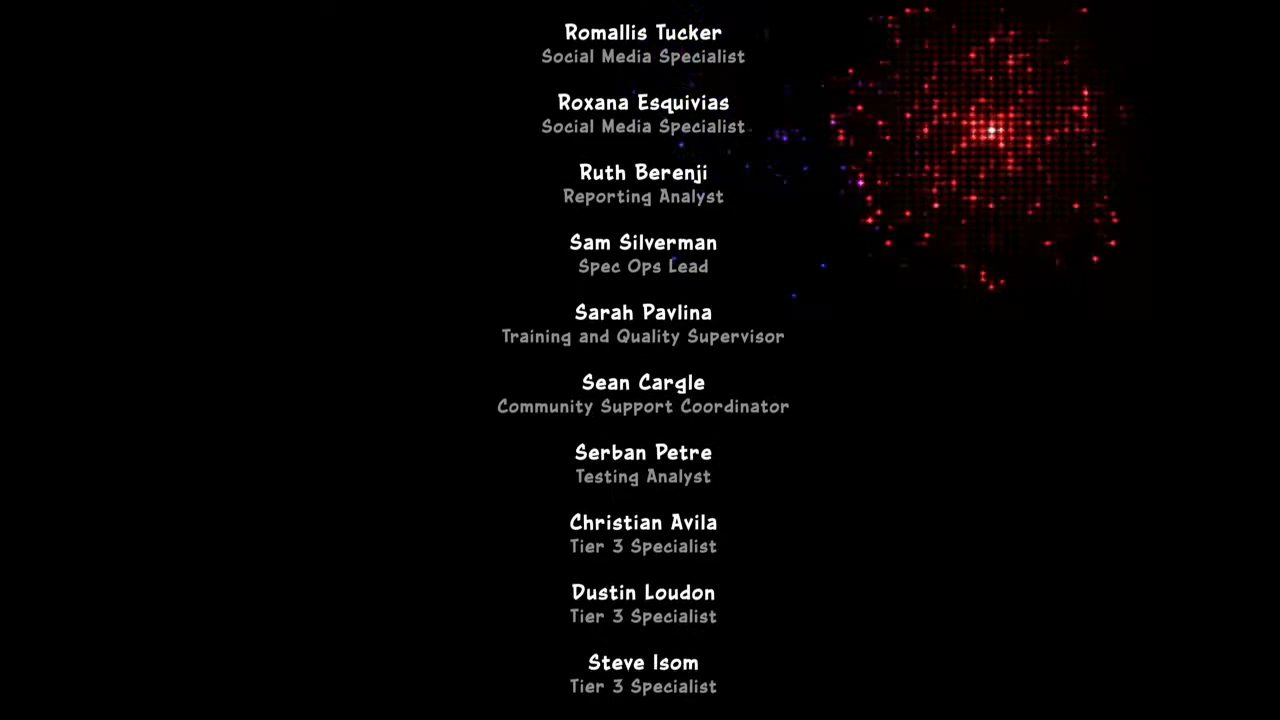 Romallis Tucker
Social Media Specialist
Roxana Esquivias
Social Media Specialist
Ruth Berenji
Reporting Analyst
Sam Silverman
Spec Ops Lead
Sarah Pavlina
Training and Quality Supervisor
Sean Cargle
Community Support Coordinator
Serban Petre
Testing Analyst
Christian Avila
Tier 3 Specialist
Dustin Loudon
Tier 3 Specialist
Steve Isom
Tier 3 Specialist